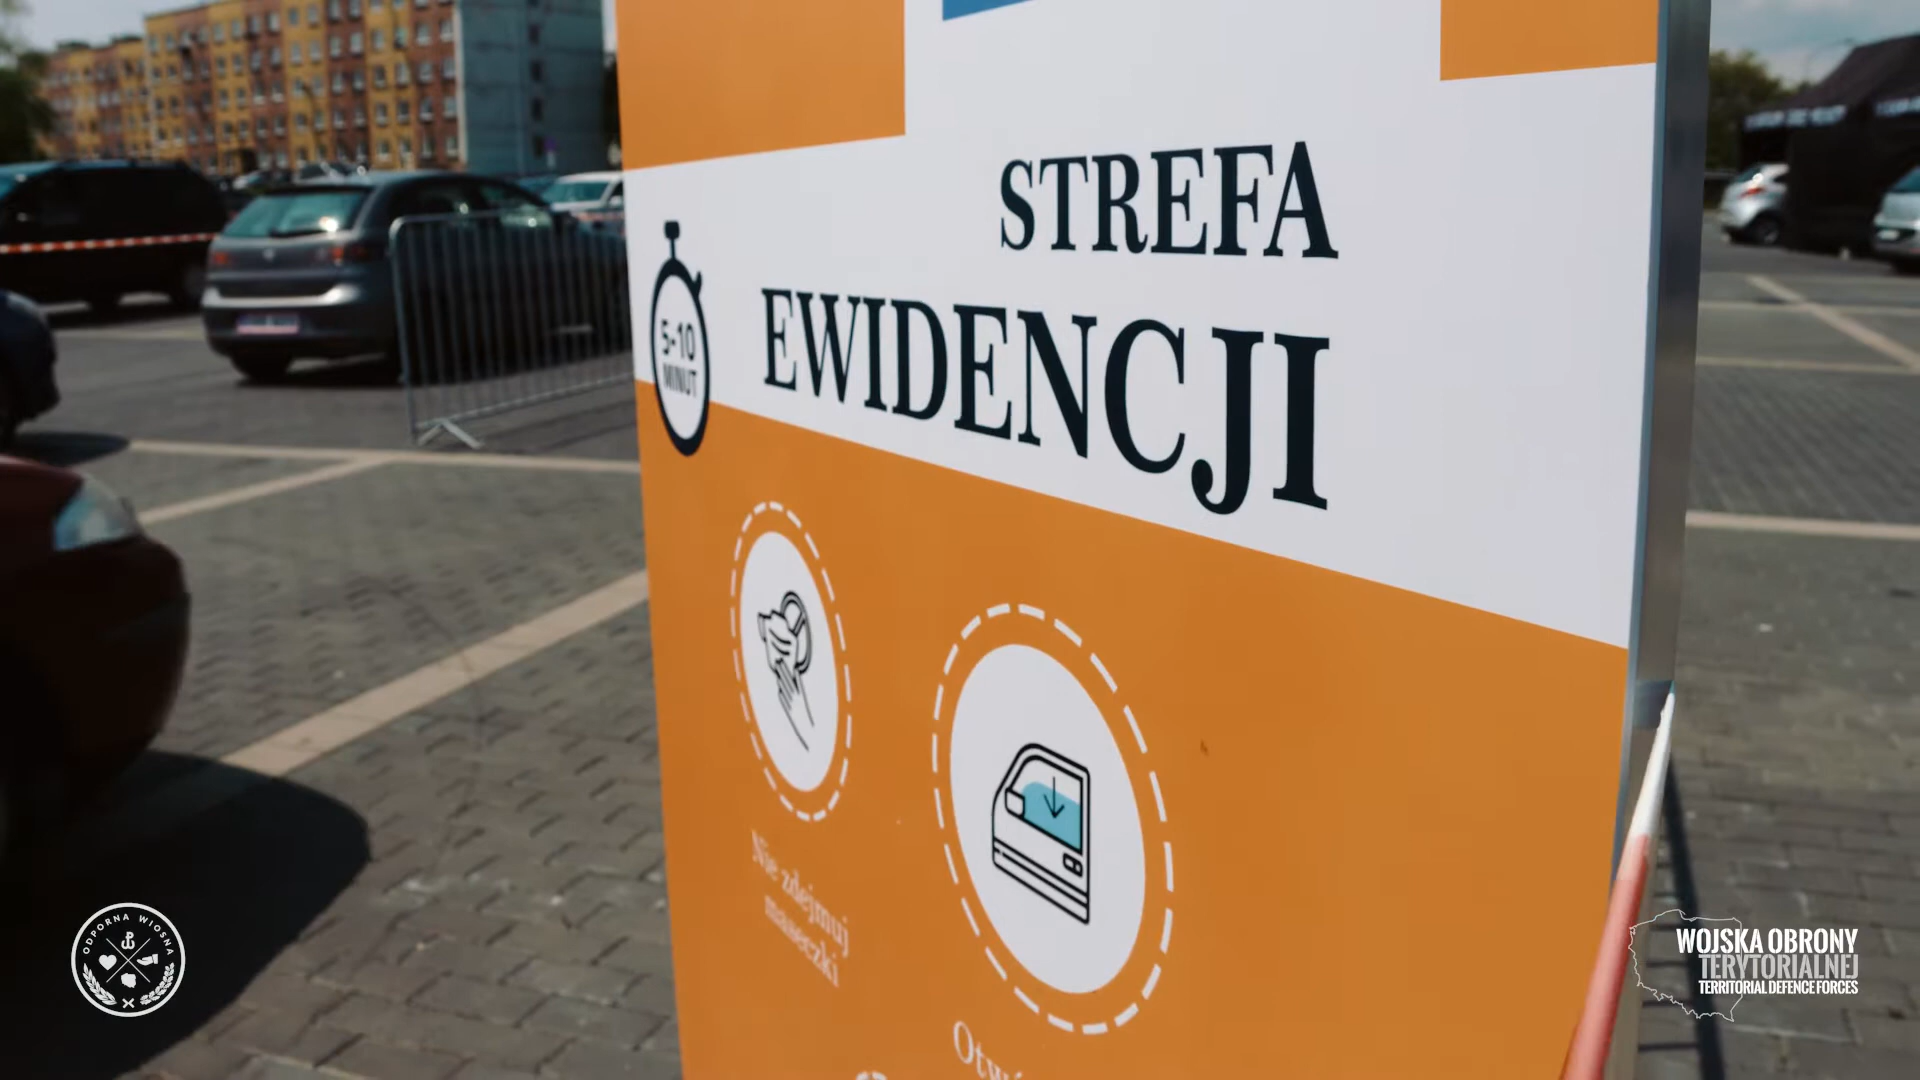 STREFA
EWIDENCJI
5-10
MINUT
Nie zdejmuj
maseczki
ODPORNA WIOSNA
WOJSKA OBRONY
TERYTORIALNEJ
TERRITORIAL DEFENCE FORCES